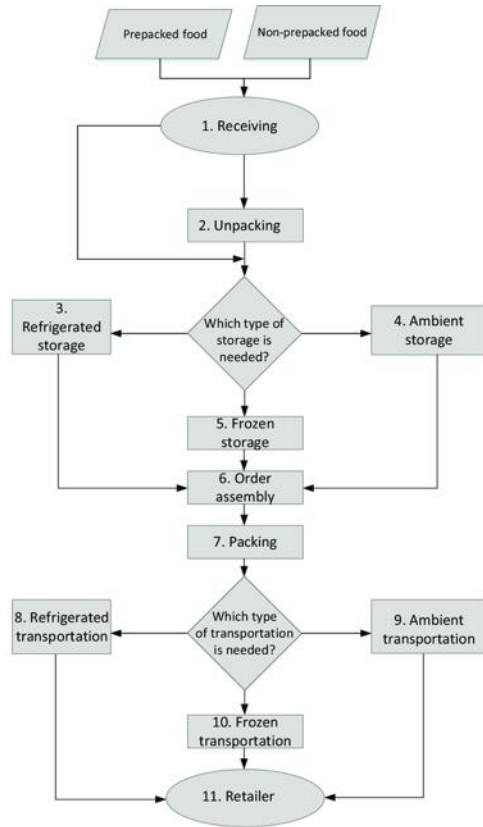 Prepacked food
Non-prepacked food
1. Receiving
2. Unpacking
3.
Refrigerated
storage
Which type of
storage is
needed?
4. Ambient
storage
5. Frozen
storage
6. Order
assembly
7. Packing
8. Refrigerated
transportation
Which type
of transportation
is needed?
9. Ambient
transportation
10. Frozen
transportation
11. Retailer